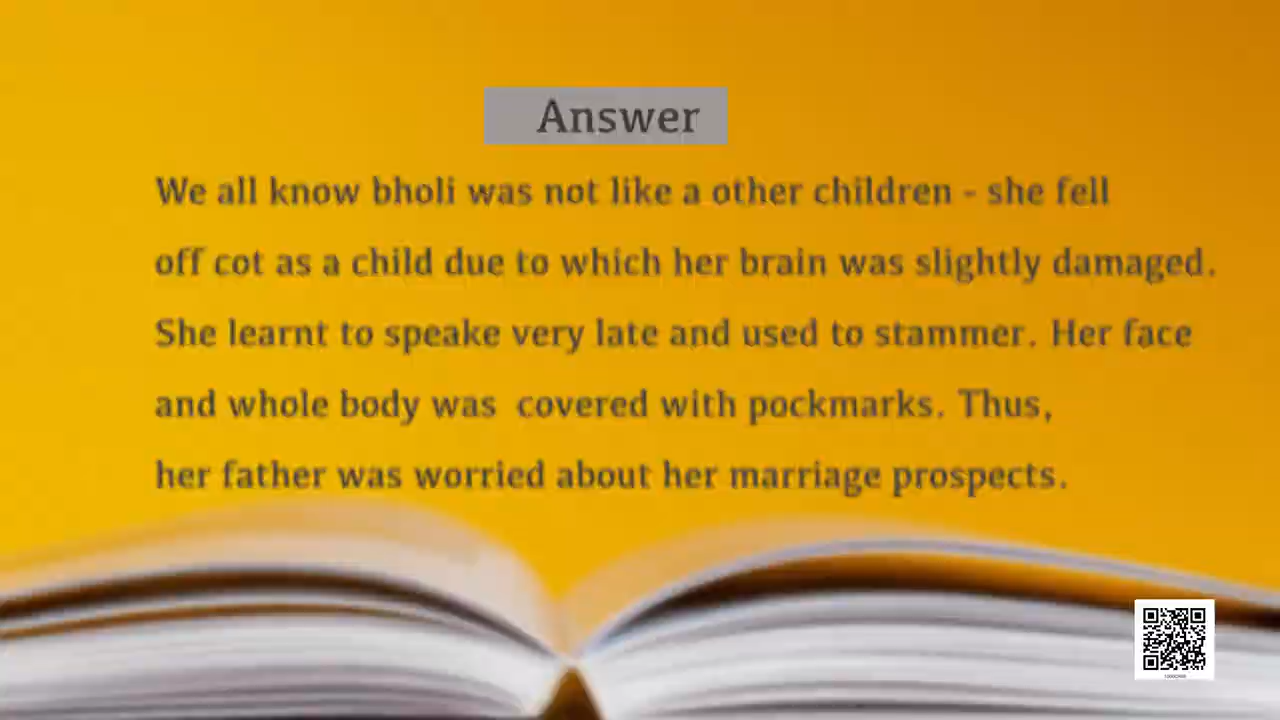 Answer
We all know bholi was not like a other children - she fell
off cot as a child due to which her brain was slightly damaged.
She learnt to speake very late and used to stammer. Her face
and whole body was covered with pockmarks. Thus,
her father was worried about her marriage prospects.